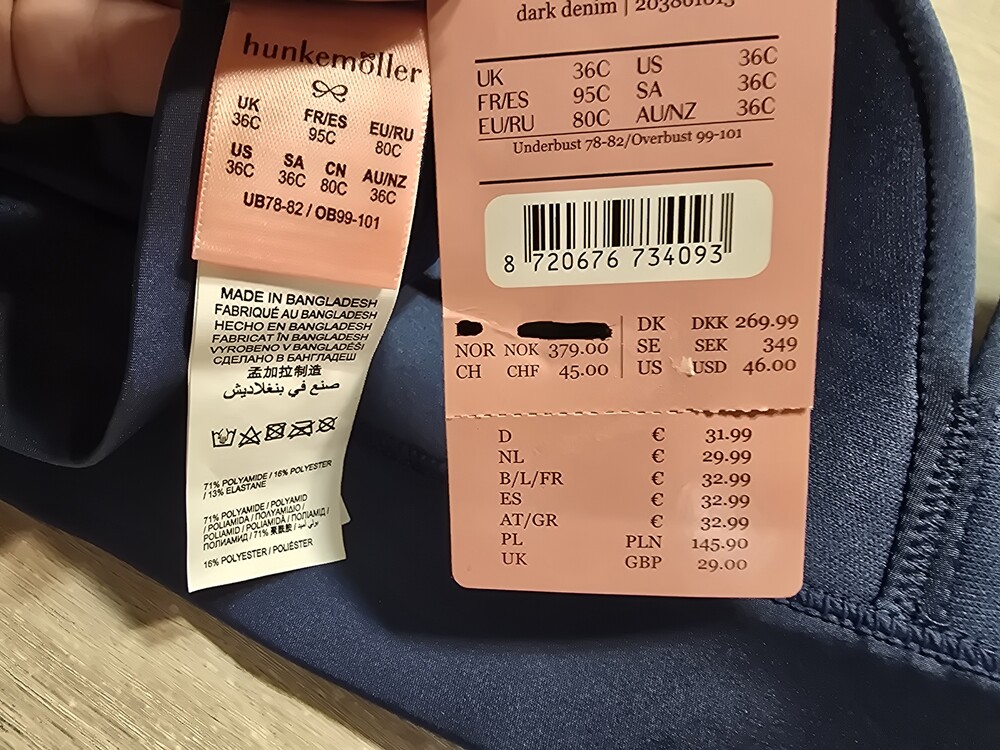 hunkemöller
UK FR/ES EU/RU
36C 95C 80C
US SA CN AU/NZ
36C 36C 80C 36C
UB78-82 / OB99-101
MADE IN BANGLADESH
FABRIQUÉ AU BANGLADESH
HECHO EN BANGLADESH
FABRICAT ÎN BANGLADESH
VYROBENO V BANGLADÉŠI
СДЕЛАНО В БАНГЛАДЕШ
孟加拉制造
صنع في بنغلاديش
71% POLYAMIDE / 16% POLYESTER
/ 13% ELASTANE
71% POLYAMIDE / POLYAMID
/ POLIAMIDA / ΠΟΛΥΑΜΙΔΙΟ /
POLIAMID / POLIAMIDĂ / ПОЛІАМІД /
ПОЛИАМИД / 71% 聚酰胺 /
16% POLYESTER / POLIÉSTER
dark denim | 203861813
UK 36C US 36C
FR/ES 95C SA 36C
EU/RU 80C AU/NZ 36C
Underbust 78-82/Overbust 99-101
8 720676 734093
DK DKK 269.99
NOR NOK 379.00 SE SEK 349
CH CHF 45.00 US USD 46.00
D € 31.99
NL € 29.99
B/L/FR € 32.99
ES € 32.99
AT/GR € 32.99
PL PLN 145.90
UK GBP 29.00